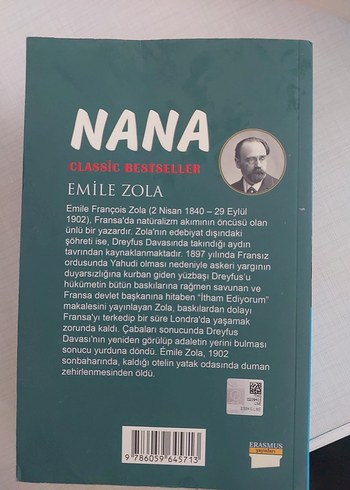 NANA
CLASSİC BESTSELLER
EMILE ZOLA
Emile François Zola (2 Nisan 1840 – 29 Eylül
1902), Fransa'da natüralizm akımının öncüsü olan
ünlü bir yazardır. Zola'nın edebiyat dışındaki
şöhreti ise, Dreyfus Davasında takındığı aydın
tavrından kaynaklanmaktadır. 1897 yılında Fransız
ordusunda Yahudi olması nedeniyle askeri yargının
duyarsızlığına kurban giden yüzbaşı Dreyfus'u
hükümetin bütün baskılarına rağmen savunan ve
Fransa devlet başkanına hitaben "İtham Ediyorum"
makalesini yayınlayan Zola, baskılardan dolayı
Fransa'yı terkedip bir süre Londra'da yaşamak
zorunda kaldı. Çabaları sonucunda Dreyfus
Davası'nın yeniden görülüp adaletin yerini bulması
sonucu yurduna döndü. Émile Zola, 1902
sonbaharında, kaldığı otelin yatak odasında duman
zehirlenmesinden öldü.
9 786059 645713
ERASMUS